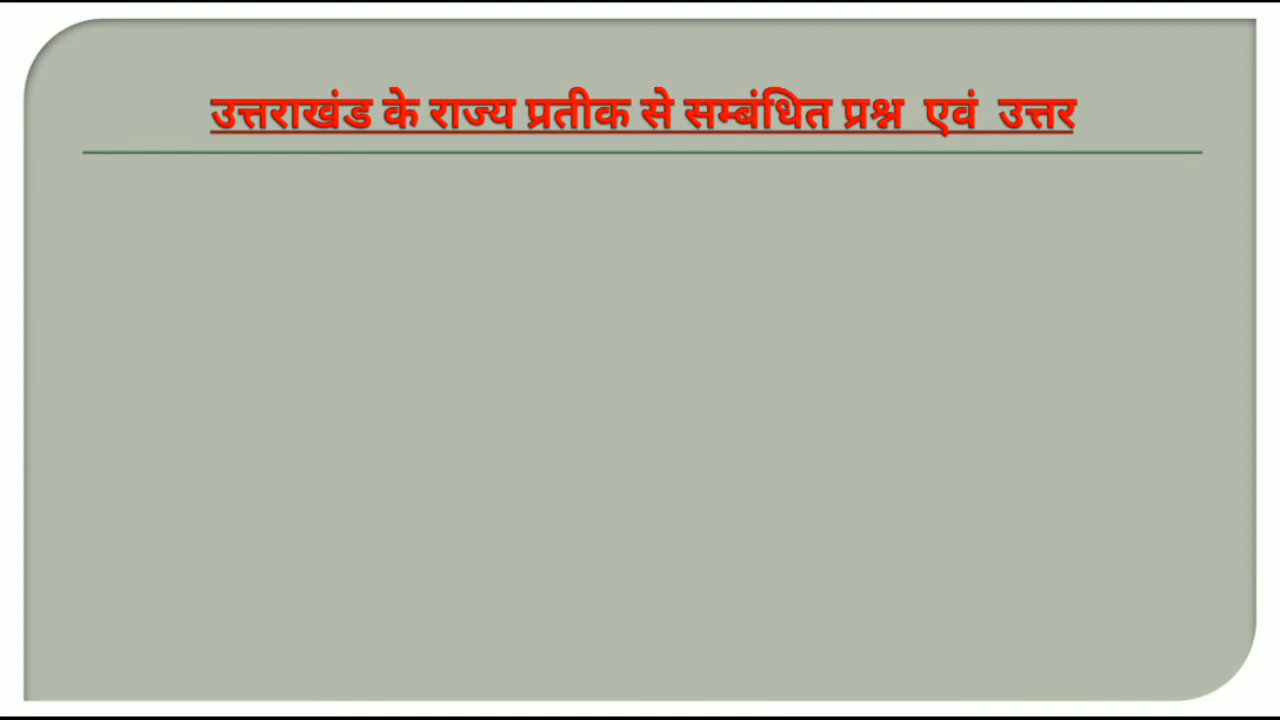 उत्तराखंड के राज्य प्रतीक से सम्बंधित प्रश्न एवं उत्तर